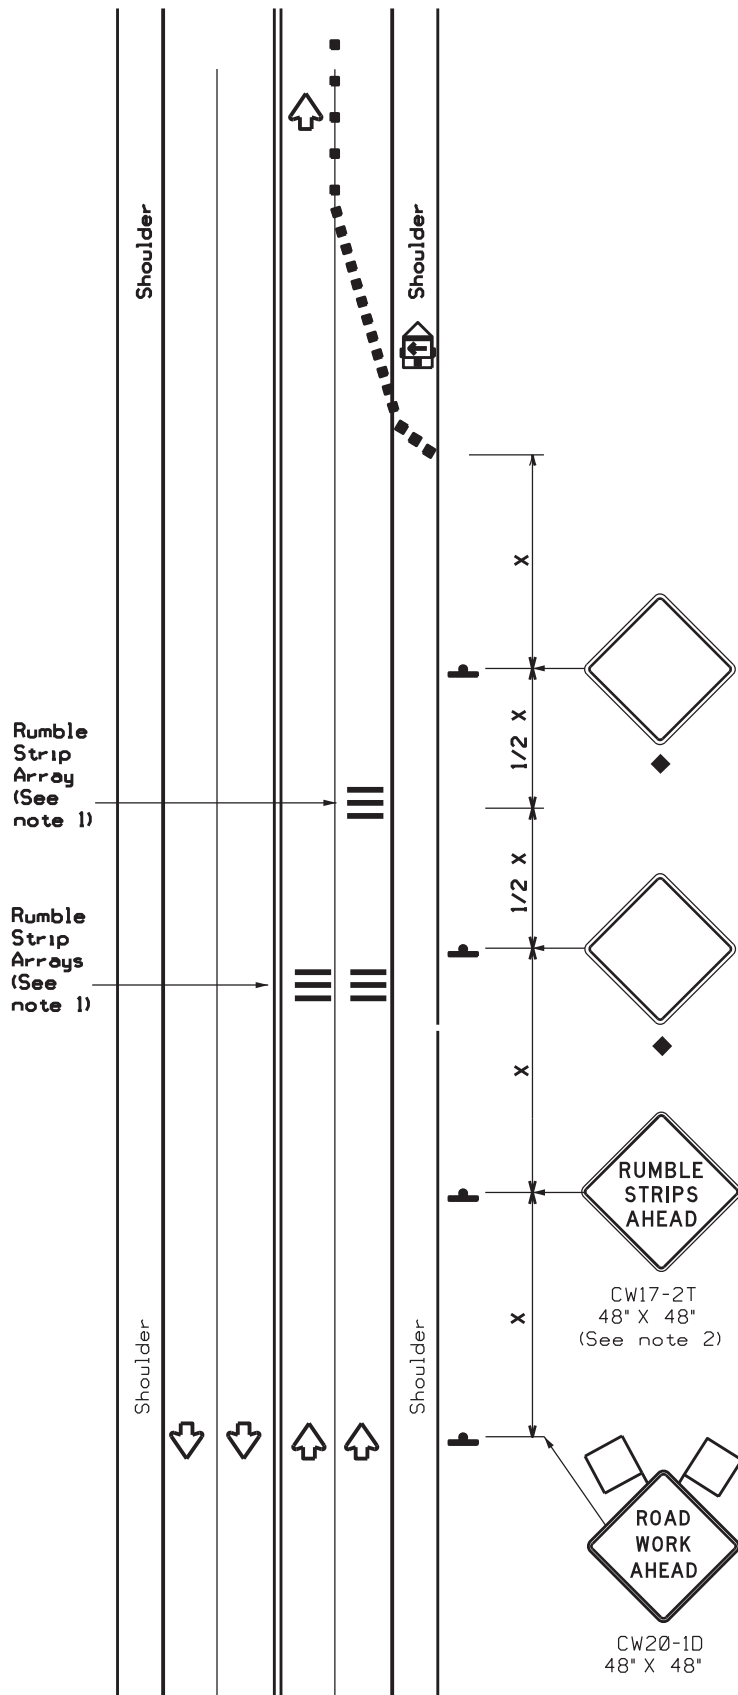 Shoulder
Shoulder
X
1/2 X
Rumble
Strip
Array
(See
note 1)
1/2 X
Rumble
Strip
Arrays
(See
note 1)
X
RUMBLE
STRIPS
AHEAD
CW17-2T
48" X 48"
(See note 2)
X
Shoulder
Shoulder
ROAD
WORK
AHEAD
CW20-1D
48" X 48"